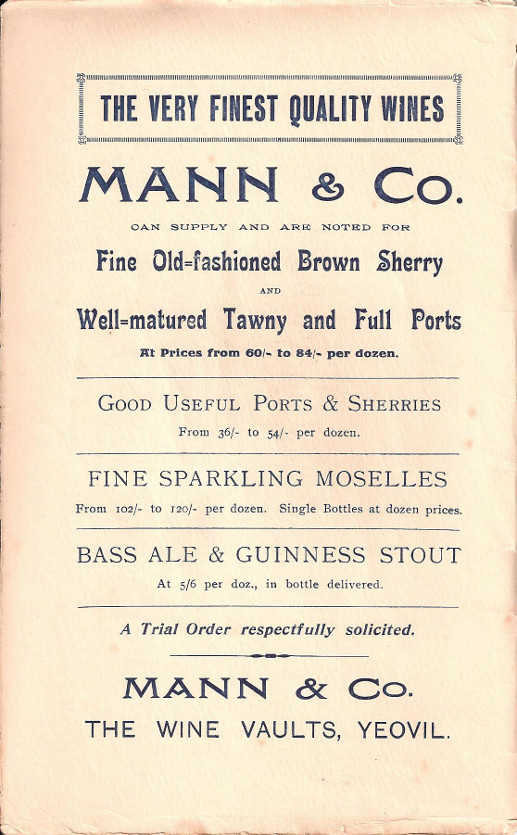 THE VERY FINEST QUALITY WINES
MANN & Co.
CAN SUPPLY AND ARE NOTED FOR
Fine Old=fashioned Brown Sherry
AND
Well=matured Tawny and Full Ports
At Prices from 60/- to 84/- per dozen.
GOOD USEFUL PORTS & SHERRIES
From 36/- to 54/- per dozen.
FINE SPARKLING MOSELLES
From 102/- to 120/- per dozen. Single Bottles at dozen prices.
BASS ALE & GUINNESS STOUT
At 5/6 per doz., in bottle delivered.
A Trial Order respectfully solicited.
MANN & Co.
THE WINE VAULTS, YEOVIL.